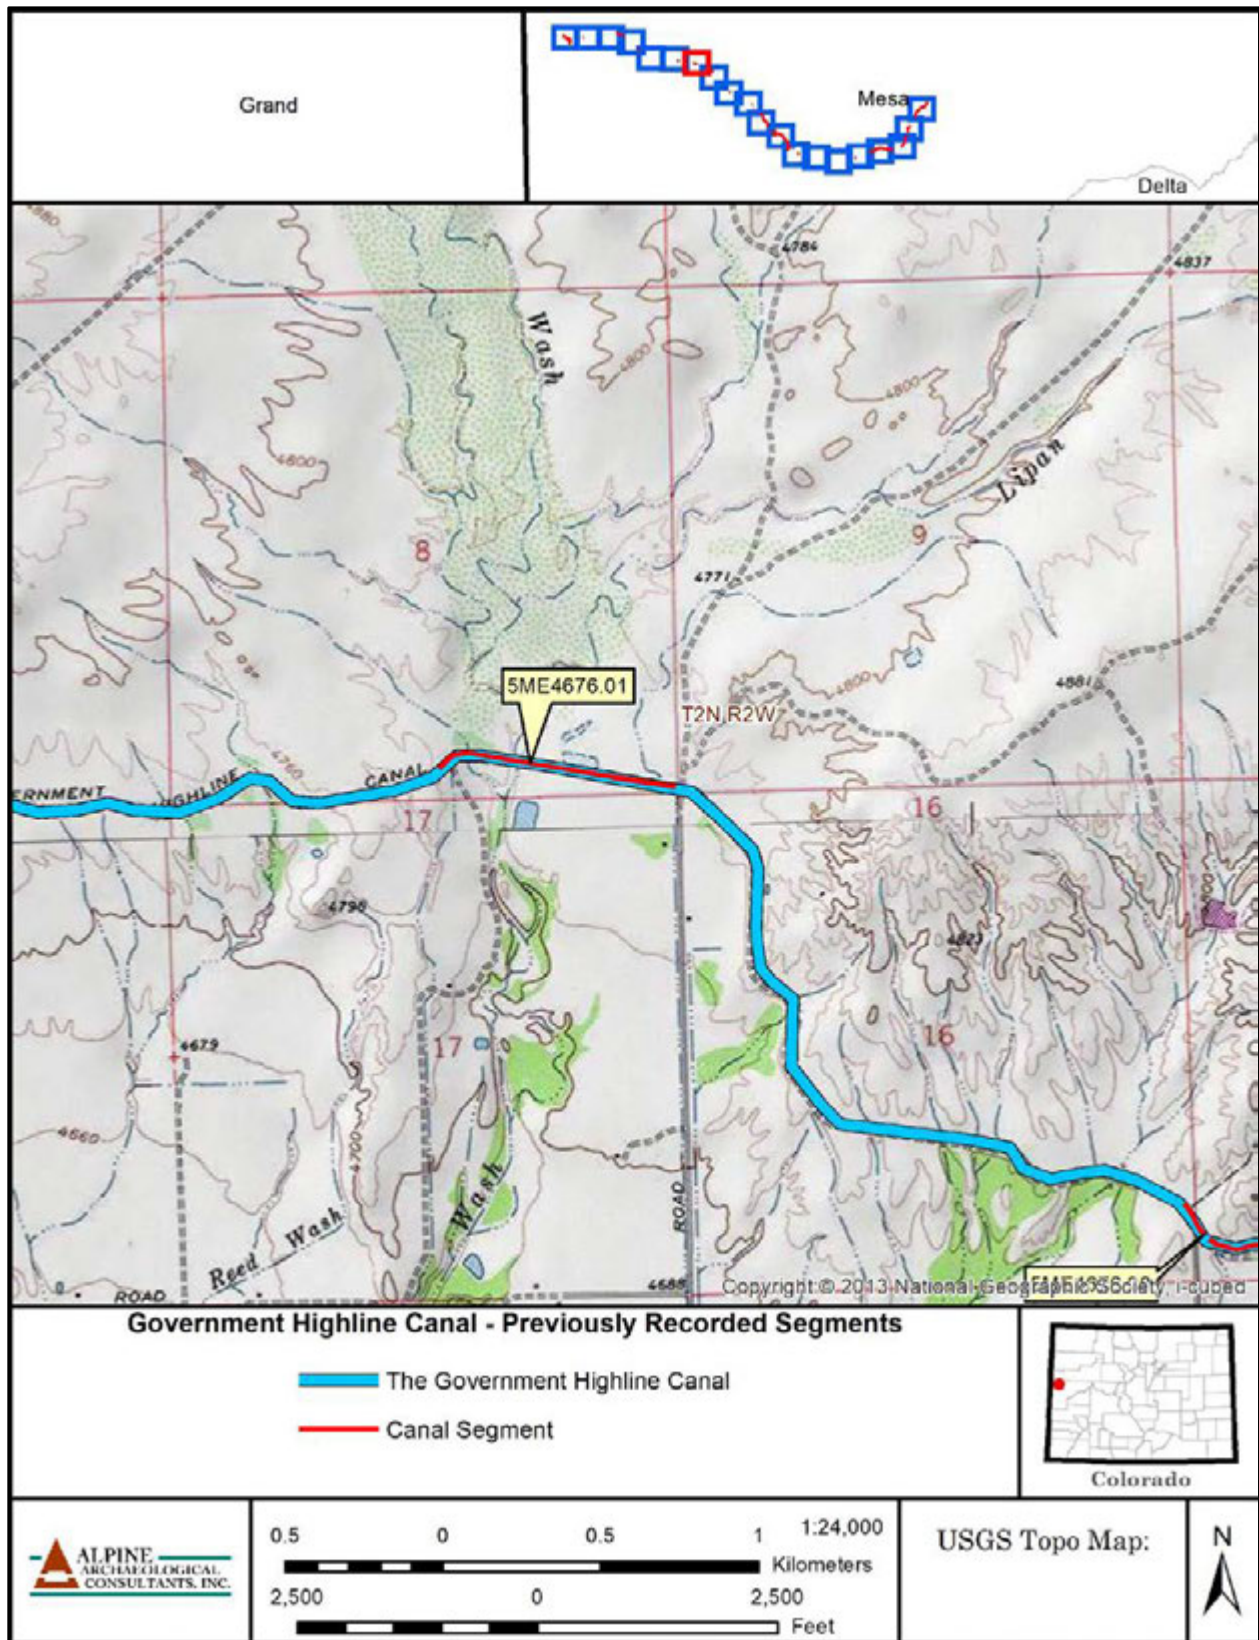 Grand
Mesa
Delta
4880
4784
4837
Wash
4800
4800
4800
Lipan
8
9
4771
5ME4676.01
4800
4881
T2N R2W
4760
ERNMENT HIGHLINE CANAL
17
16
4796
4823
4679
17
16
4660
4700
Wash
ROAD
Reed Wash
ROAD
4688
Copyright © 2013 National Geographic Society, i-cubed
Government Highline Canal - Previously Recorded Segments
The Government Highline Canal
Canal Segment
Colorado
ALPINE
ARCHAEOLOGICAL
CONSULTANTS, INC.
0.5 0 0.5 1 1:24,000
Kilometers
2,500 0 2,500
Feet
USGS Topo Map:
N